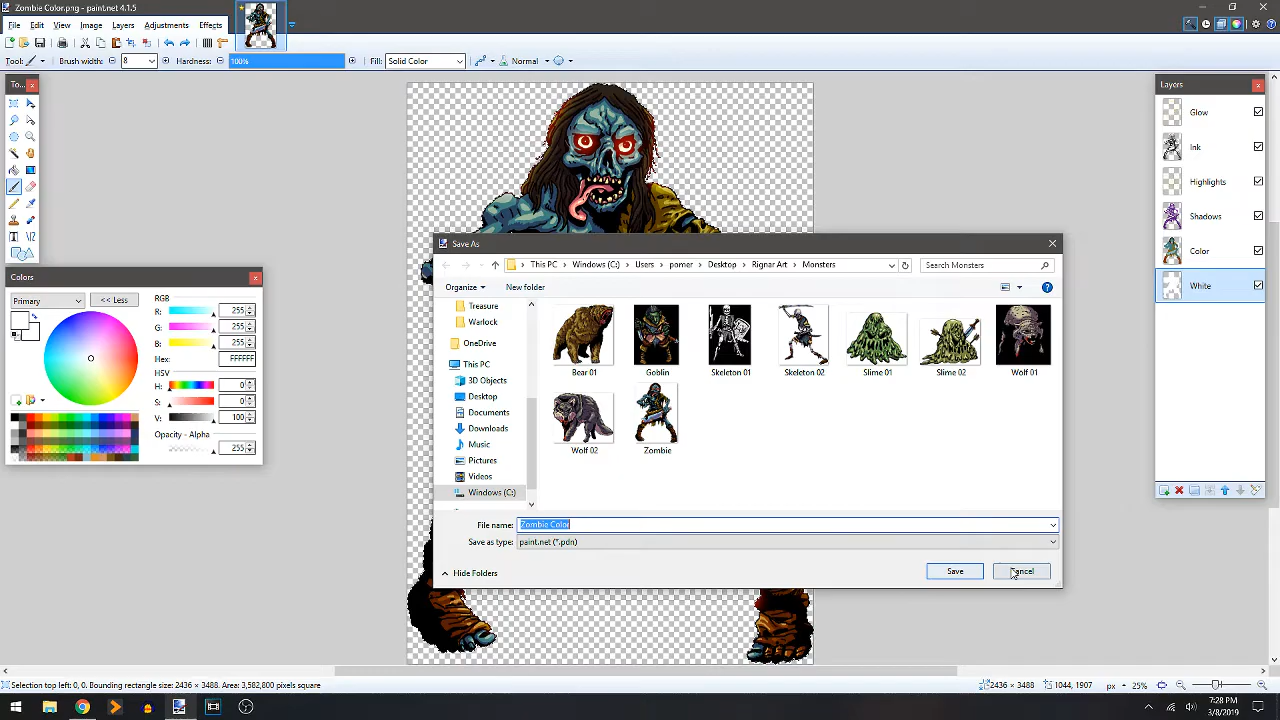 Zombie Color.png - paint.net 4.1.5
File Edit View Image Layers Adjustments Effects
Tool: Brush width: 8 Hardness: 100% Fill: Solid Color Normal
To...
Layers
Glow
Ink
Highlights
Shadows
Color
White
Colors
Primary
<< Less
RGB
R: 255
G: 255
B: 255
Hex: FFFFFF
HSV
H: 0
S: 0
V: 100
Opacity - Alpha
255
Save As
This PC Windows (C:) Users pomer Desktop Rignar Art Monsters
Search Monsters
Organize New folder
Treasure
Warlock
OneDrive
This PC
3D Objects
Desktop
Documents
Downloads
Music
Pictures
Videos
Windows (C:)
Bear 01 Goblin Skeleton 01 Skeleton 02 Slime 01 Slime 02 Wolf 01
Wolf 02 Zombie
File name: Zombie Color
Save as type: paint.net (*.pdn)
Hide Folders
Save
Cancel
Selection top left: 0, 0. Bounding rectangle size: 2436 × 3488. Area: 3,582,800 pixels square
2436 × 3488 1044, 1907 px 25%
7:28 PM
3/8/2019